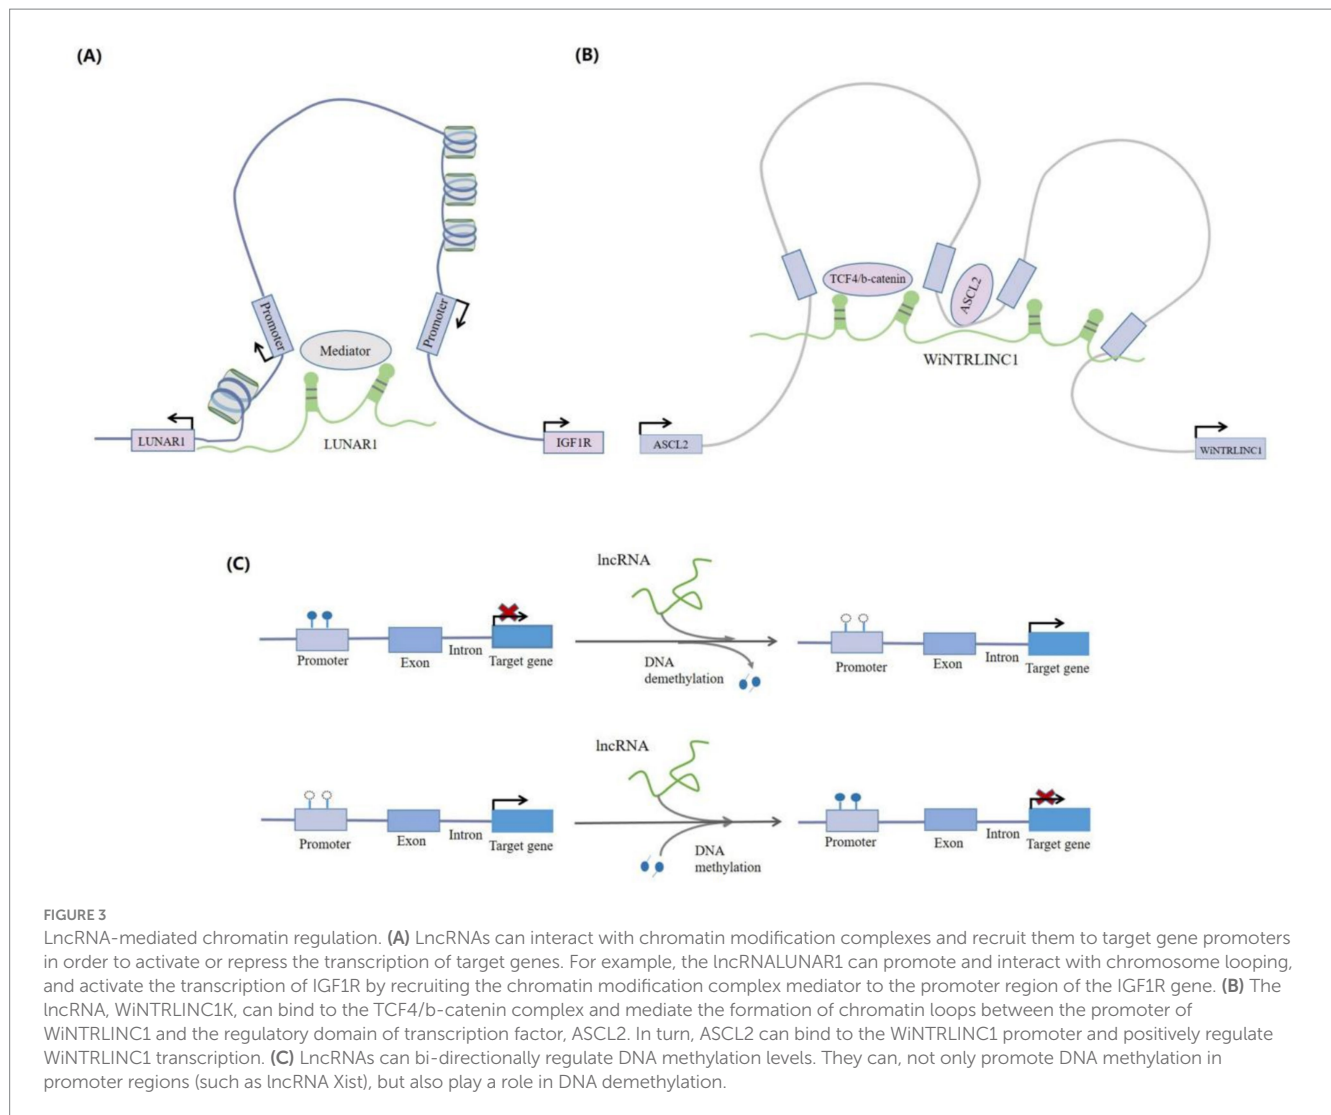 (A)
(B)
Promoter
Promoter
Mediator
LUNAR1
LUNAR1
IGF1R
TCF4/b-catenin
ASCL2
WiNTRLINC1
ASCL2
WiNTRLINC1
(C)
lncRNA
Promoter
Exon
Intron
Target gene
DNA
demethylation
Promoter
Exon
Intron
Target gene
lncRNA
Promoter
Exon
Intron
Target gene
DNA
methylation
Promoter
Exon
Intron
Target gene
FIGURE 3
LncRNA-mediated chromatin regulation. (A) LncRNAs can interact with chromatin modification complexes and recruit them to target gene promoters
in order to activate or repress the transcription of target genes. For example, the lncRNALUNAR1 can promote and interact with chromosome looping,
and activate the transcription of IGF1R by recruiting the chromatin modification complex mediator to the promoter region of the IGF1R gene. (B) The
lncRNA, WiNTRLINC1K, can bind to the TCF4/b-catenin complex and mediate the formation of chromatin loops between the promoter of
WiNTRLINC1 and the regulatory domain of transcription factor, ASCL2. In turn, ASCL2 can bind to the WiNTRLINC1 promoter and positively regulate
WiNTRLINC1 transcription. (C) LncRNAs can bi-directionally regulate DNA methylation levels. They can, not only promote DNA methylation in
promoter regions (such as lncRNA Xist), but also play a role in DNA demethylation.